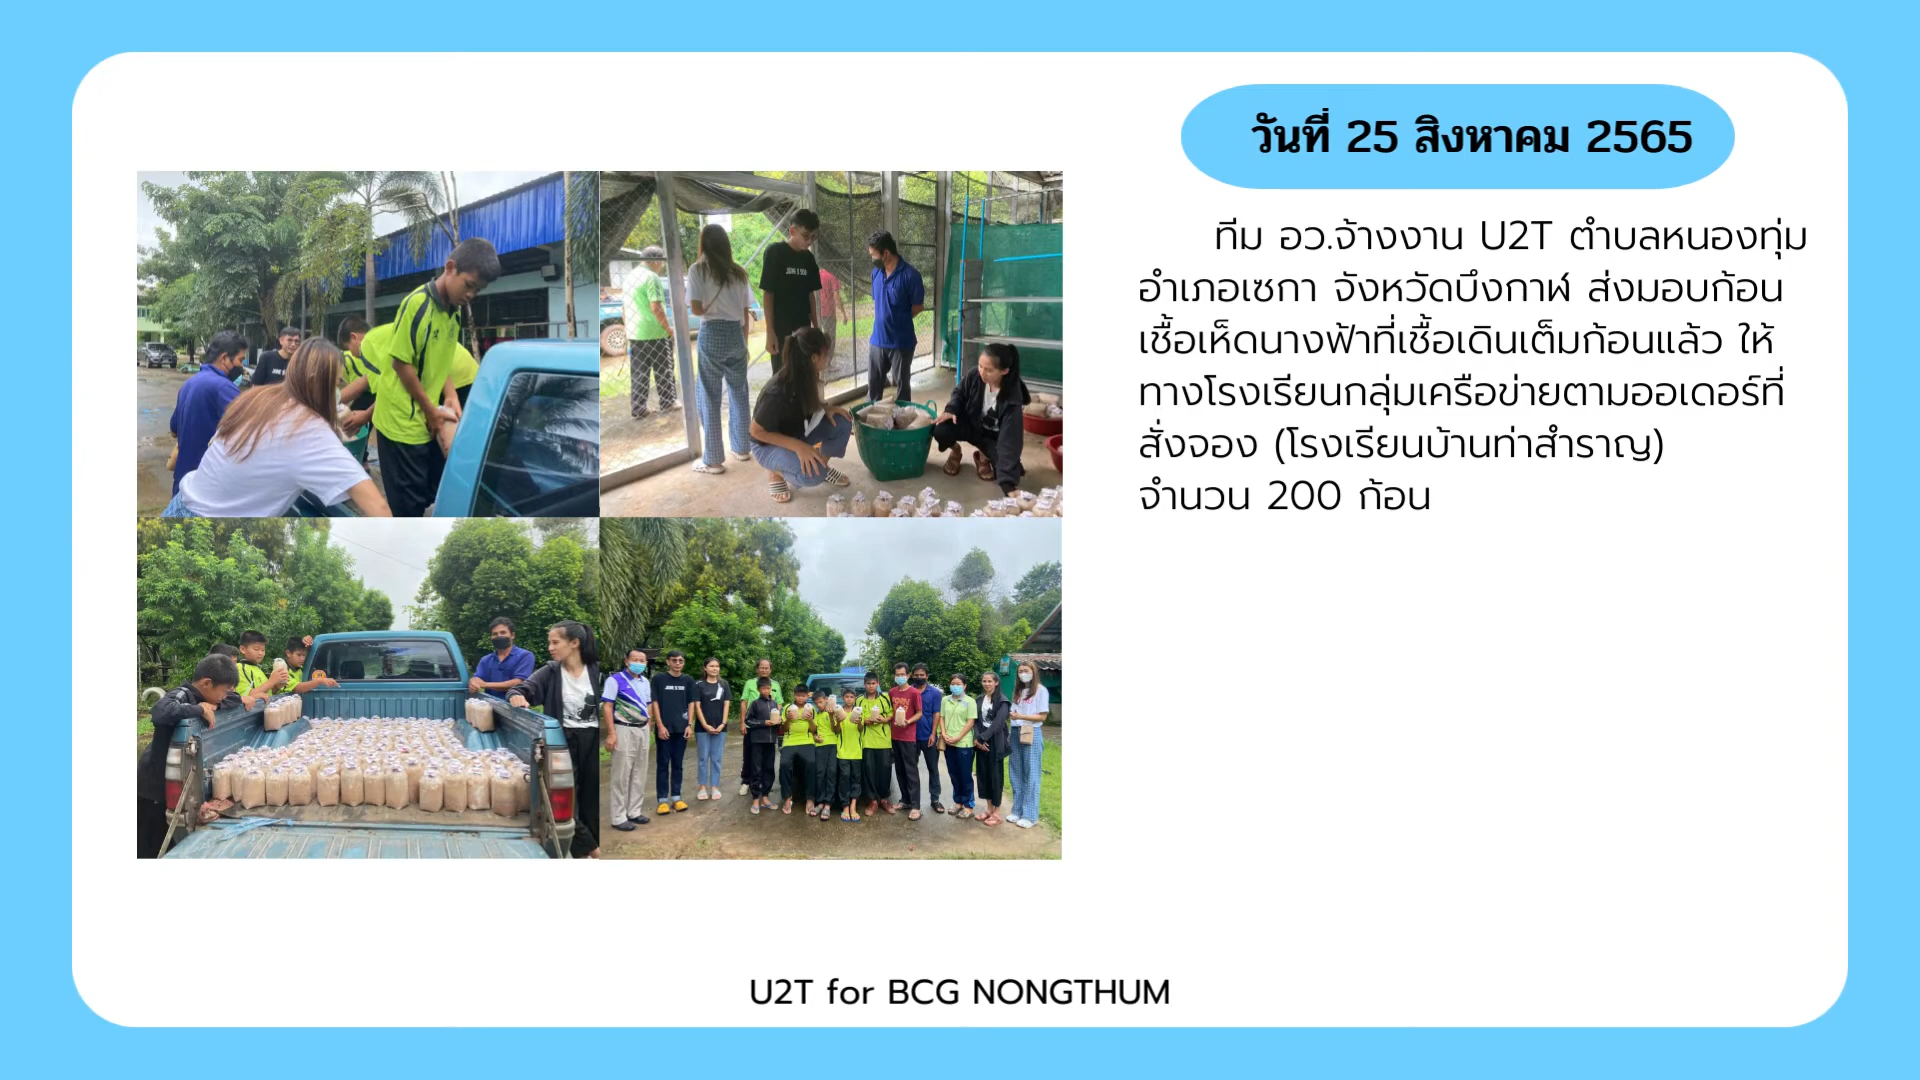 วันที่ 25 สิงหาคม 2565
ทีม อว.จ้างงาน U2T ตำบลหนองทุ่ม
อำเภอเซกา จังหวัดบึงกาฬ ส่งมอบก้อน
เชื้อเห็ดนางฟ้าที่เชื้อเดินเต็มก้อนแล้ว ให้
ทางโรงเรียนกลุ่มเครือข่ายตามออเดอร์ที่
สั่งจอง (โรงเรียนบ้านท่าสำราญ)
จำนวน 200 ก้อน
U2T for BCG NONGTHUM